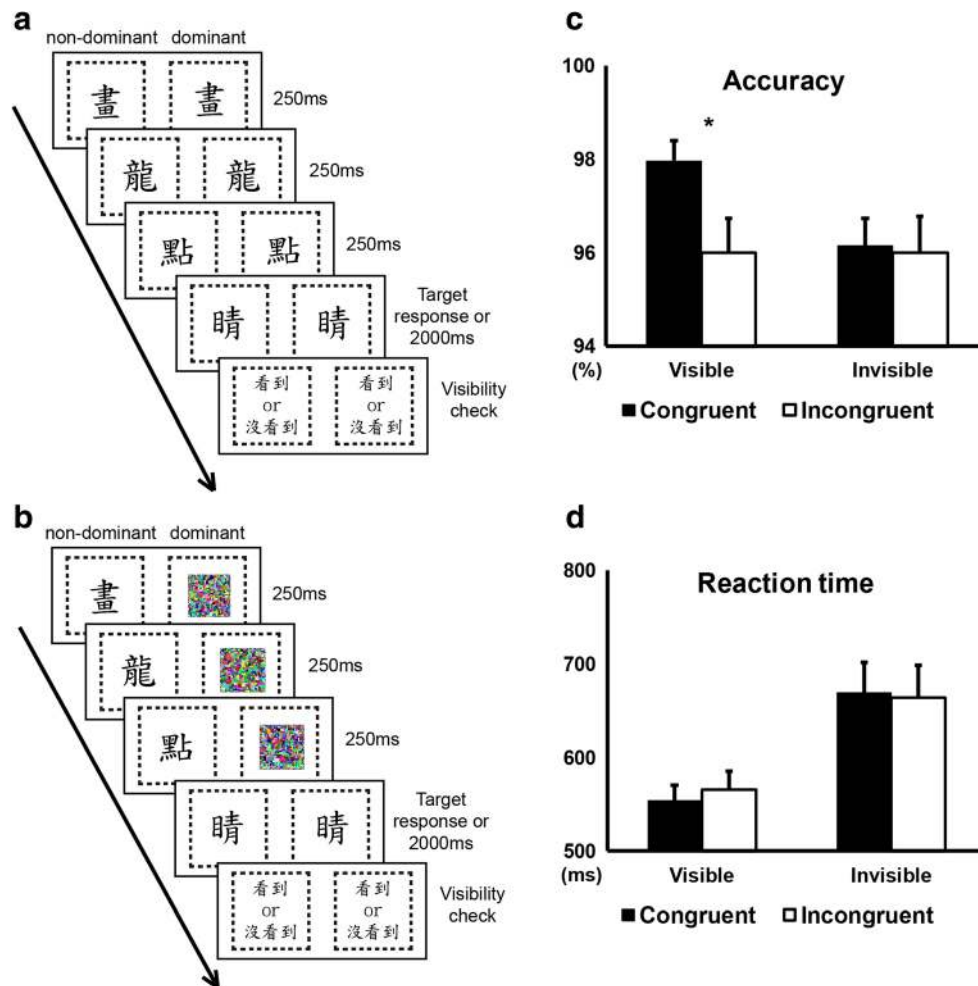 a
non-dominant dominant
畫 畫
250ms
龍 龍
250ms
點 點
250ms
睛 睛
Target
response or
2000ms
看到 看到
or or
沒看到 沒看到
Visibility
check
b
non-dominant dominant
畫
250ms
龍
250ms
點
250ms
睛 睛
Target
response or
2000ms
看到 看到
or or
沒看到 沒看到
Visibility
check
c
Accuracy
100
98
96
94
(%)
*
Visible Invisible
Congruent Incongruent
d
Reaction time
800
700
600
500
(ms)
Visible Invisible
Congruent Incongruent